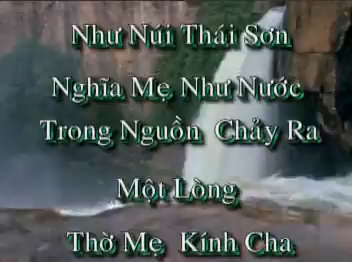 Như Núi Thái Sơn
Nghĩa Mẹ Như Nước
Trong Nguồn Chảy Ra
Một Lòng
Thờ Mẹ Kính Cha